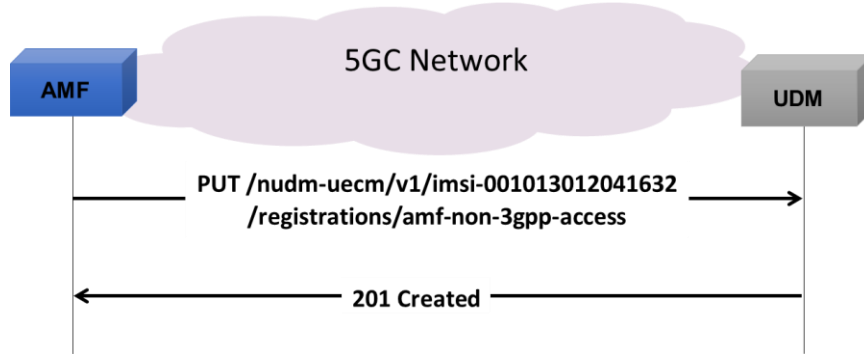 5GC Network
AMF
UDM
PUT /nudm-uecm/v1/imsi-001013012041632
/registrations/amf-non-3gpp-access
201 Created